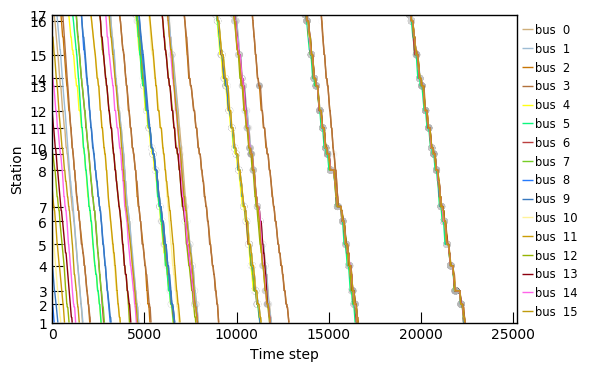 17
16
15
14
13
12
11
10
9
8
7
6
5
4
3
2
1
Station
0
5000
10000
15000
20000
25000
Time step
bus 0
bus 1
bus 2
bus 3
bus 4
bus 5
bus 6
bus 7
bus 8
bus 9
bus 10
bus 11
bus 12
bus 13
bus 14
bus 15